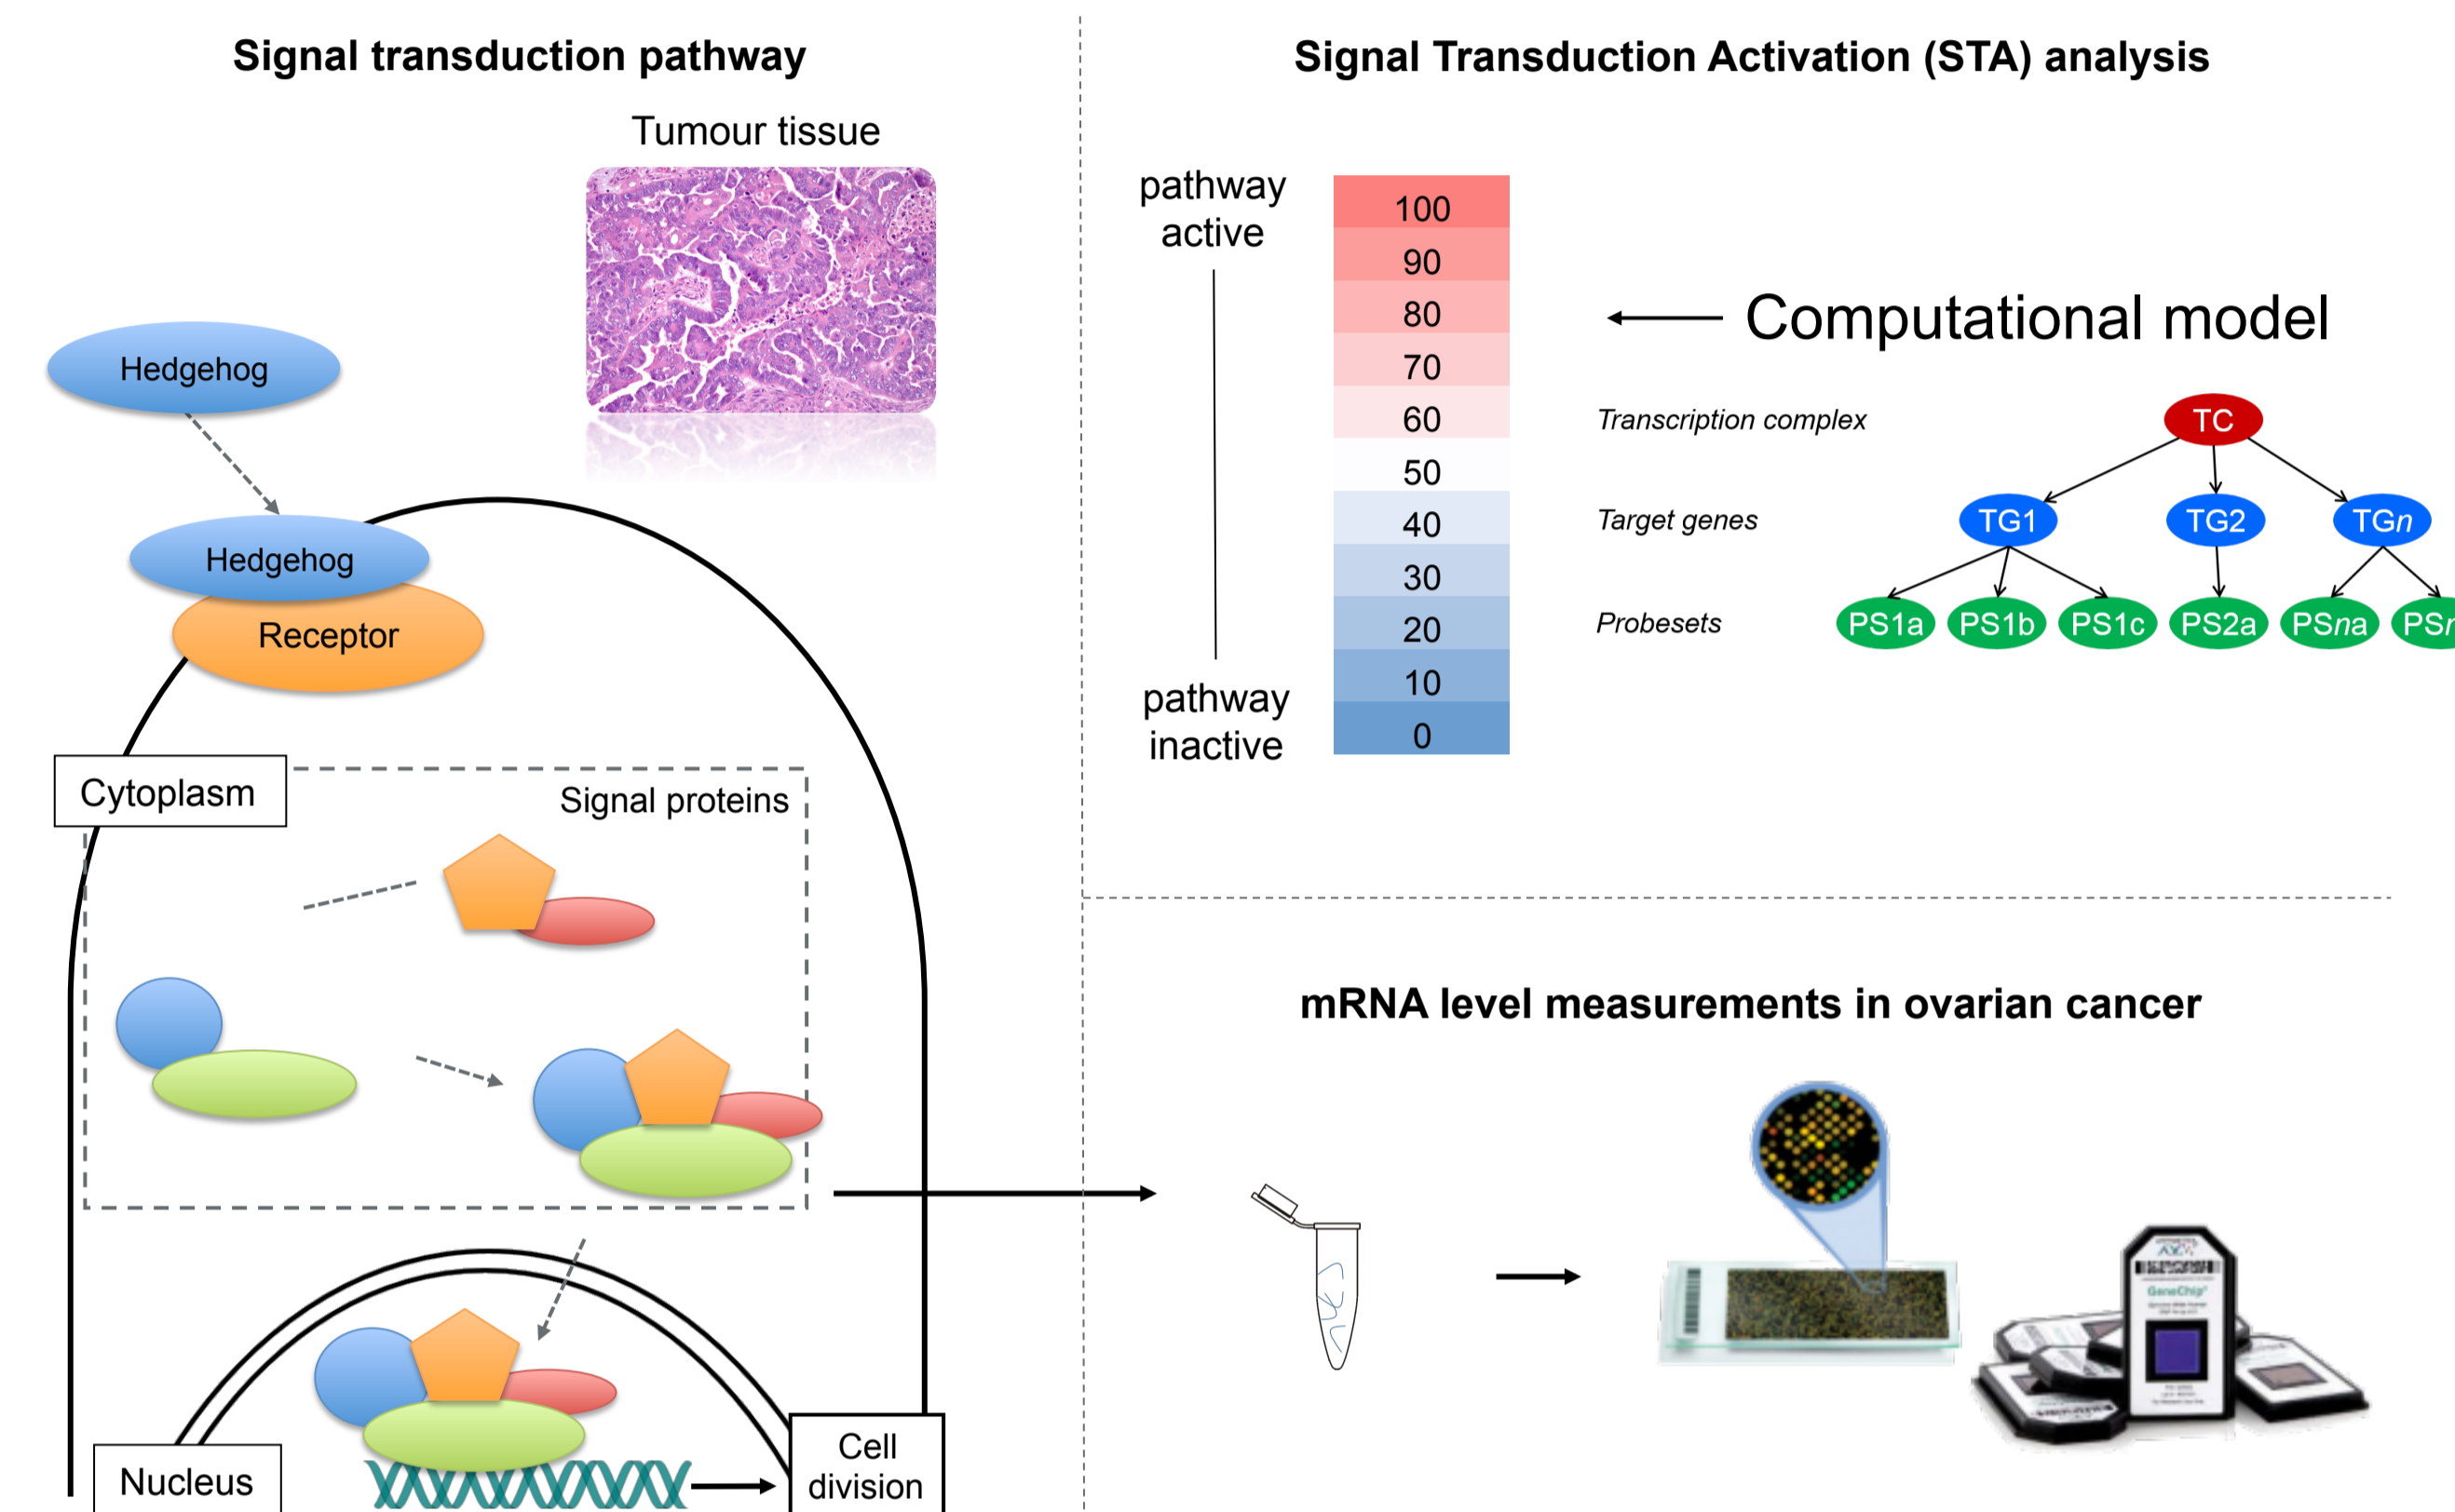 Signal transduction pathway
Tumour tissue
Hedgehog
Hedgehog
Receptor
Cytoplasm
Signal proteins
Nucleus
Cell
division
Signal Transduction Activation (STA) analysis
pathway
active
100
90
80
70
60
50
40
30
20
10
0
pathway
inactive
Computational model
Transcription complex
TC
Target genes
TG1
TG2
TGn
Probesets
PS1a
PS1b
PS1c
PS2a
PSna
mRNA level measurements in ovarian cancer
GeneChip